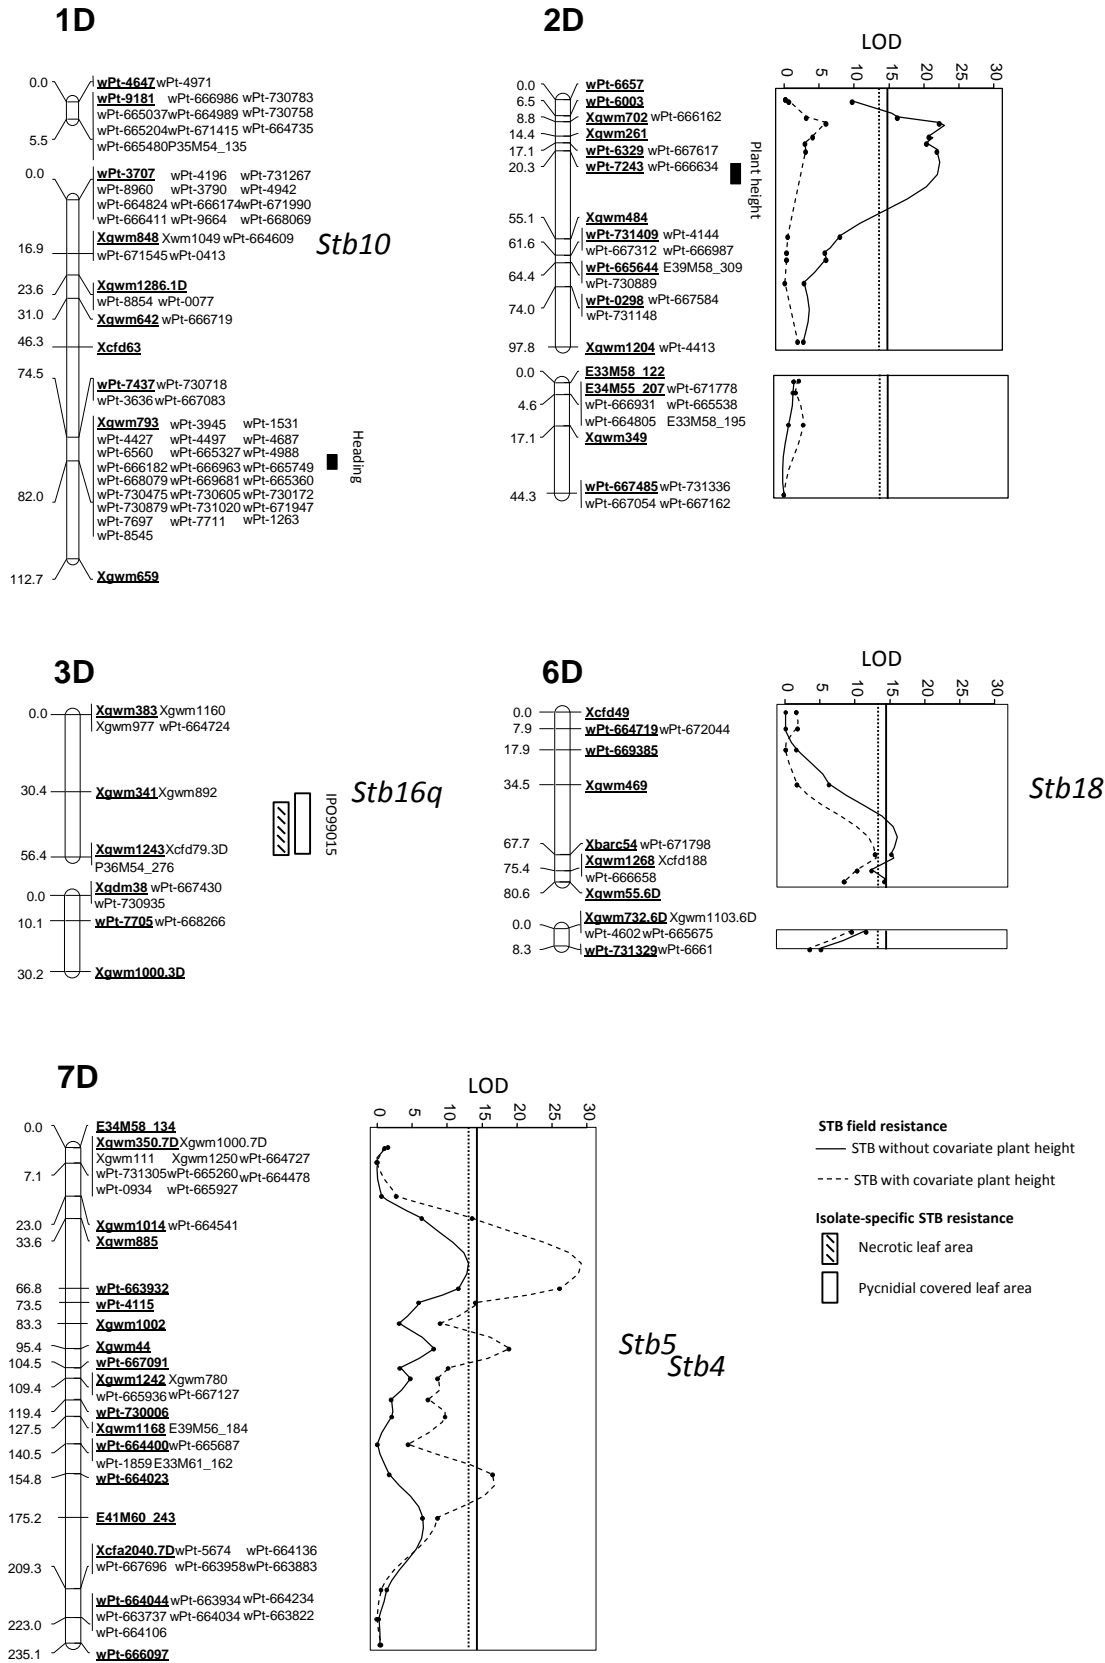 1D
0.0 wPt-4647 wPt-4971
wPt-9181 wPt-666986 wPt-730783
wPt-665037 wPt-664989 wPt-730758
wPt-665204 wPt-671415 wPt-664735
5.5 wPt-665480 P35M54_135
0.0 wPt-3707 wPt-4196 wPt-731267
wPt-8960 wPt-3790 wPt-4942
wPt-664824 wPt-666174 wPt-671990
wPt-666411 wPt-9664 wPt-668069
Xgwm848 Xwm1049 wPt-664609
16.9 wPt-671545 wPt-0413
Stb10
23.6 Xgwm1286.1D
wPt-8854 wPt-0077
31.0 Xgwm642 wPt-666719
46.3 Xcfd63
74.5 wPt-7437 wPt-730718
wPt-3636 wPt-667083
Xgwm793 wPt-3945 wPt-1531
wPt-4427 wPt-4497 wPt-4687
wPt-6560 wPt-665327 wPt-4988
wPt-666182 wPt-666963 wPt-665749
wPt-668079 wPt-669681 wPt-665360
82.0 wPt-730475 wPt-730605 wPt-730172
wPt-730879 wPt-731020 wPt-671947
wPt-7697 wPt-7711 wPt-1263
wPt-8545
Heading
112.7 Xgwm659
2D
LOD
0 5 10 15 20 25 30
0.0 wPt-6657
6.5 wPt-6003
8.8 Xgwm702 wPt-666162
14.4 Xgwm261
17.1 wPt-6329 wPt-667617
20.3 wPt-7243 wPt-666634
Plant height
55.1 Xgwm484
61.6 wPt-731409 wPt-4144
wPt-667312 wPt-666987
64.4 wPt-665644 E39M58_309
wPt-730889
74.0 wPt-0298 wPt-667584
wPt-731148
97.8 Xgwm1204 wPt-4413
0.0 E33M58_122
E34M55_207 wPt-671778
4.6 wPt-666931 wPt-665538
wPt-664805 E33M58_195
17.1 Xgwm349
44.3 wPt-667485 wPt-731336
wPt-667054 wPt-667162
3D
0.0 Xgwm383 Xgwm1160
Xgwm977 wPt-664724
30.4 Xgwm341 Xgwm892
Stb16q
IPO99015
56.4 Xgwm1243 Xcfd79.3D
P36M54_276
0.0 Xgdm38 wPt-667430
wPt-730935
10.1 wPt-7705 wPt-668266
30.2 Xgwm1000.3D
6D
LOD
0 5 10 15 20 25 30
0.0 Xcfd49
7.9 wPt-664719 wPt-672044
17.9 wPt-669385
34.5 Xgwm469
Stb18
67.7 Xbarc54 wPt-671798
75.4 Xgwm1268 Xcfd188
wPt-666658
80.6 Xgwm55.6D
0.0 Xgwm732.6D Xgwm1103.6D
wPt-4602 wPt-665675
8.3 wPt-731329 wPt-6661
7D
LOD
0 5 10 15 20 25 30
0.0 E34M58_134
Xgwm350.7D Xgwm1000.7D
Xgwm111 Xgwm1250 wPt-664727
7.1 wPt-731305 wPt-665260 wPt-664478
wPt-0934 wPt-665927
23.0 Xgwm1014 wPt-664541
33.6 Xgwm885
66.8 wPt-663932
73.5 wPt-4115
83.3 Xgwm1002
95.4 Xgwm44
104.5 wPt-667091
109.4 Xgwm1242 Xgwm780
wPt-665936 wPt-667127
119.4 wPt-730006
127.5 Xgwm1168 E39M56_184
140.5 wPt-664400 wPt-665687
wPt-1859 E33M61_162
154.8 wPt-664023
175.2 E41M60_243
Xcfa2040.7D wPt-5674 wPt-664136
209.3 wPt-667696 wPt-663958 wPt-663883
wPt-664044 wPt-663934 wPt-664234
223.0 wPt-663737 wPt-664034 wPt-663822
wPt-664106
235.1 wPt-666097
Stb5
Stb4
STB field resistance
STB without covariate plant height
STB with covariate plant height
Isolate-specific STB resistance
Necrotic leaf area
Pycnidial covered leaf area